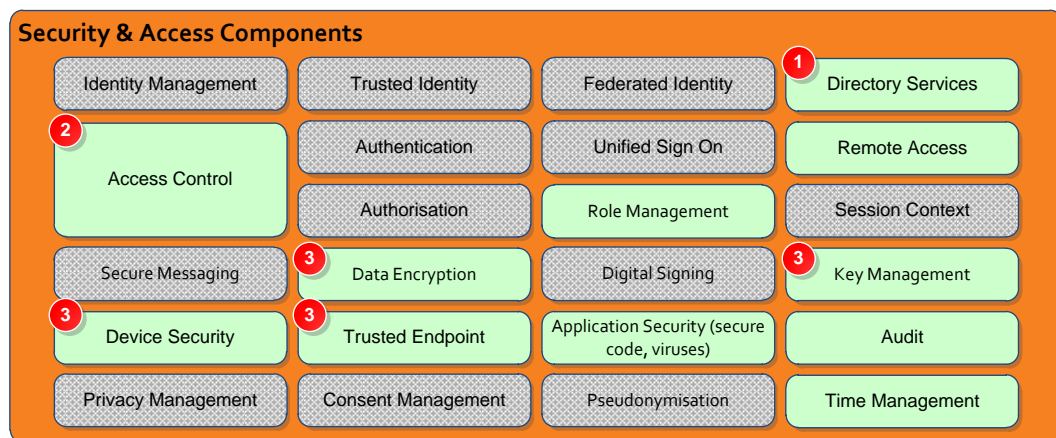 Security & Access Components
Identity Management
Trusted Identity
Federated Identity
1
Directory Services
2
Access Control
Authentication
Unified Sign On
Remote Access
Authorisation
Role Management
Session Context
Secure Messaging
3
Data Encryption
Digital Signing
3
Key Management
3
Device Security
3
Trusted Endpoint
Application Security (secure
code, viruses)
Audit
Privacy Management
Consent Management
Pseudonymisation
Time Management